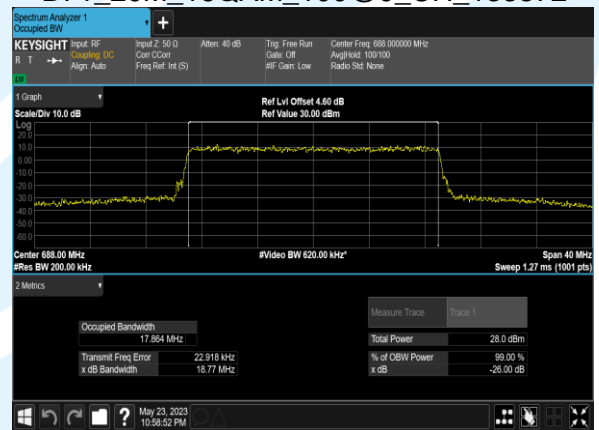 Spectrum Analyzer 1
Occupied BW
+
KEYSIGHT Input: RF Input Z: 50 Ω Atten: 40 dB Trig: Free Run Center Freq: 688.000000 MHz
R T Coupling: DC Corr CCorr Gate: Off Avg|Hold: 100/100
Align: Auto Freq Ref: Int (S) #IF Gain: Low Radio Std: None
LW
1 Graph
Ref Lvl Offset 4.60 dB
Scale/Div 10.0 dB Ref Value 30.00 dBm
Log
20.0
10.0
0.00
-10.0
-20.0
-30.0
-40.0
-50.0
-60.0
Center 688.00 MHz #Video BW 620.00 kHz* Span 40 MHz
#Res BW 200.00 kHz Sweep 1.27 ms (1001 pts)
2 Metrics
Measure Trace Trace 1
Occupied Bandwidth
17.864 MHz Total Power 28.0 dBm
Transmit Freq Error 22.918 kHz % of OBW Power 99.00 %
x dB Bandwidth 18.77 MHz x dB -26.00 dB
? May 23, 2023
10:58:52 PM